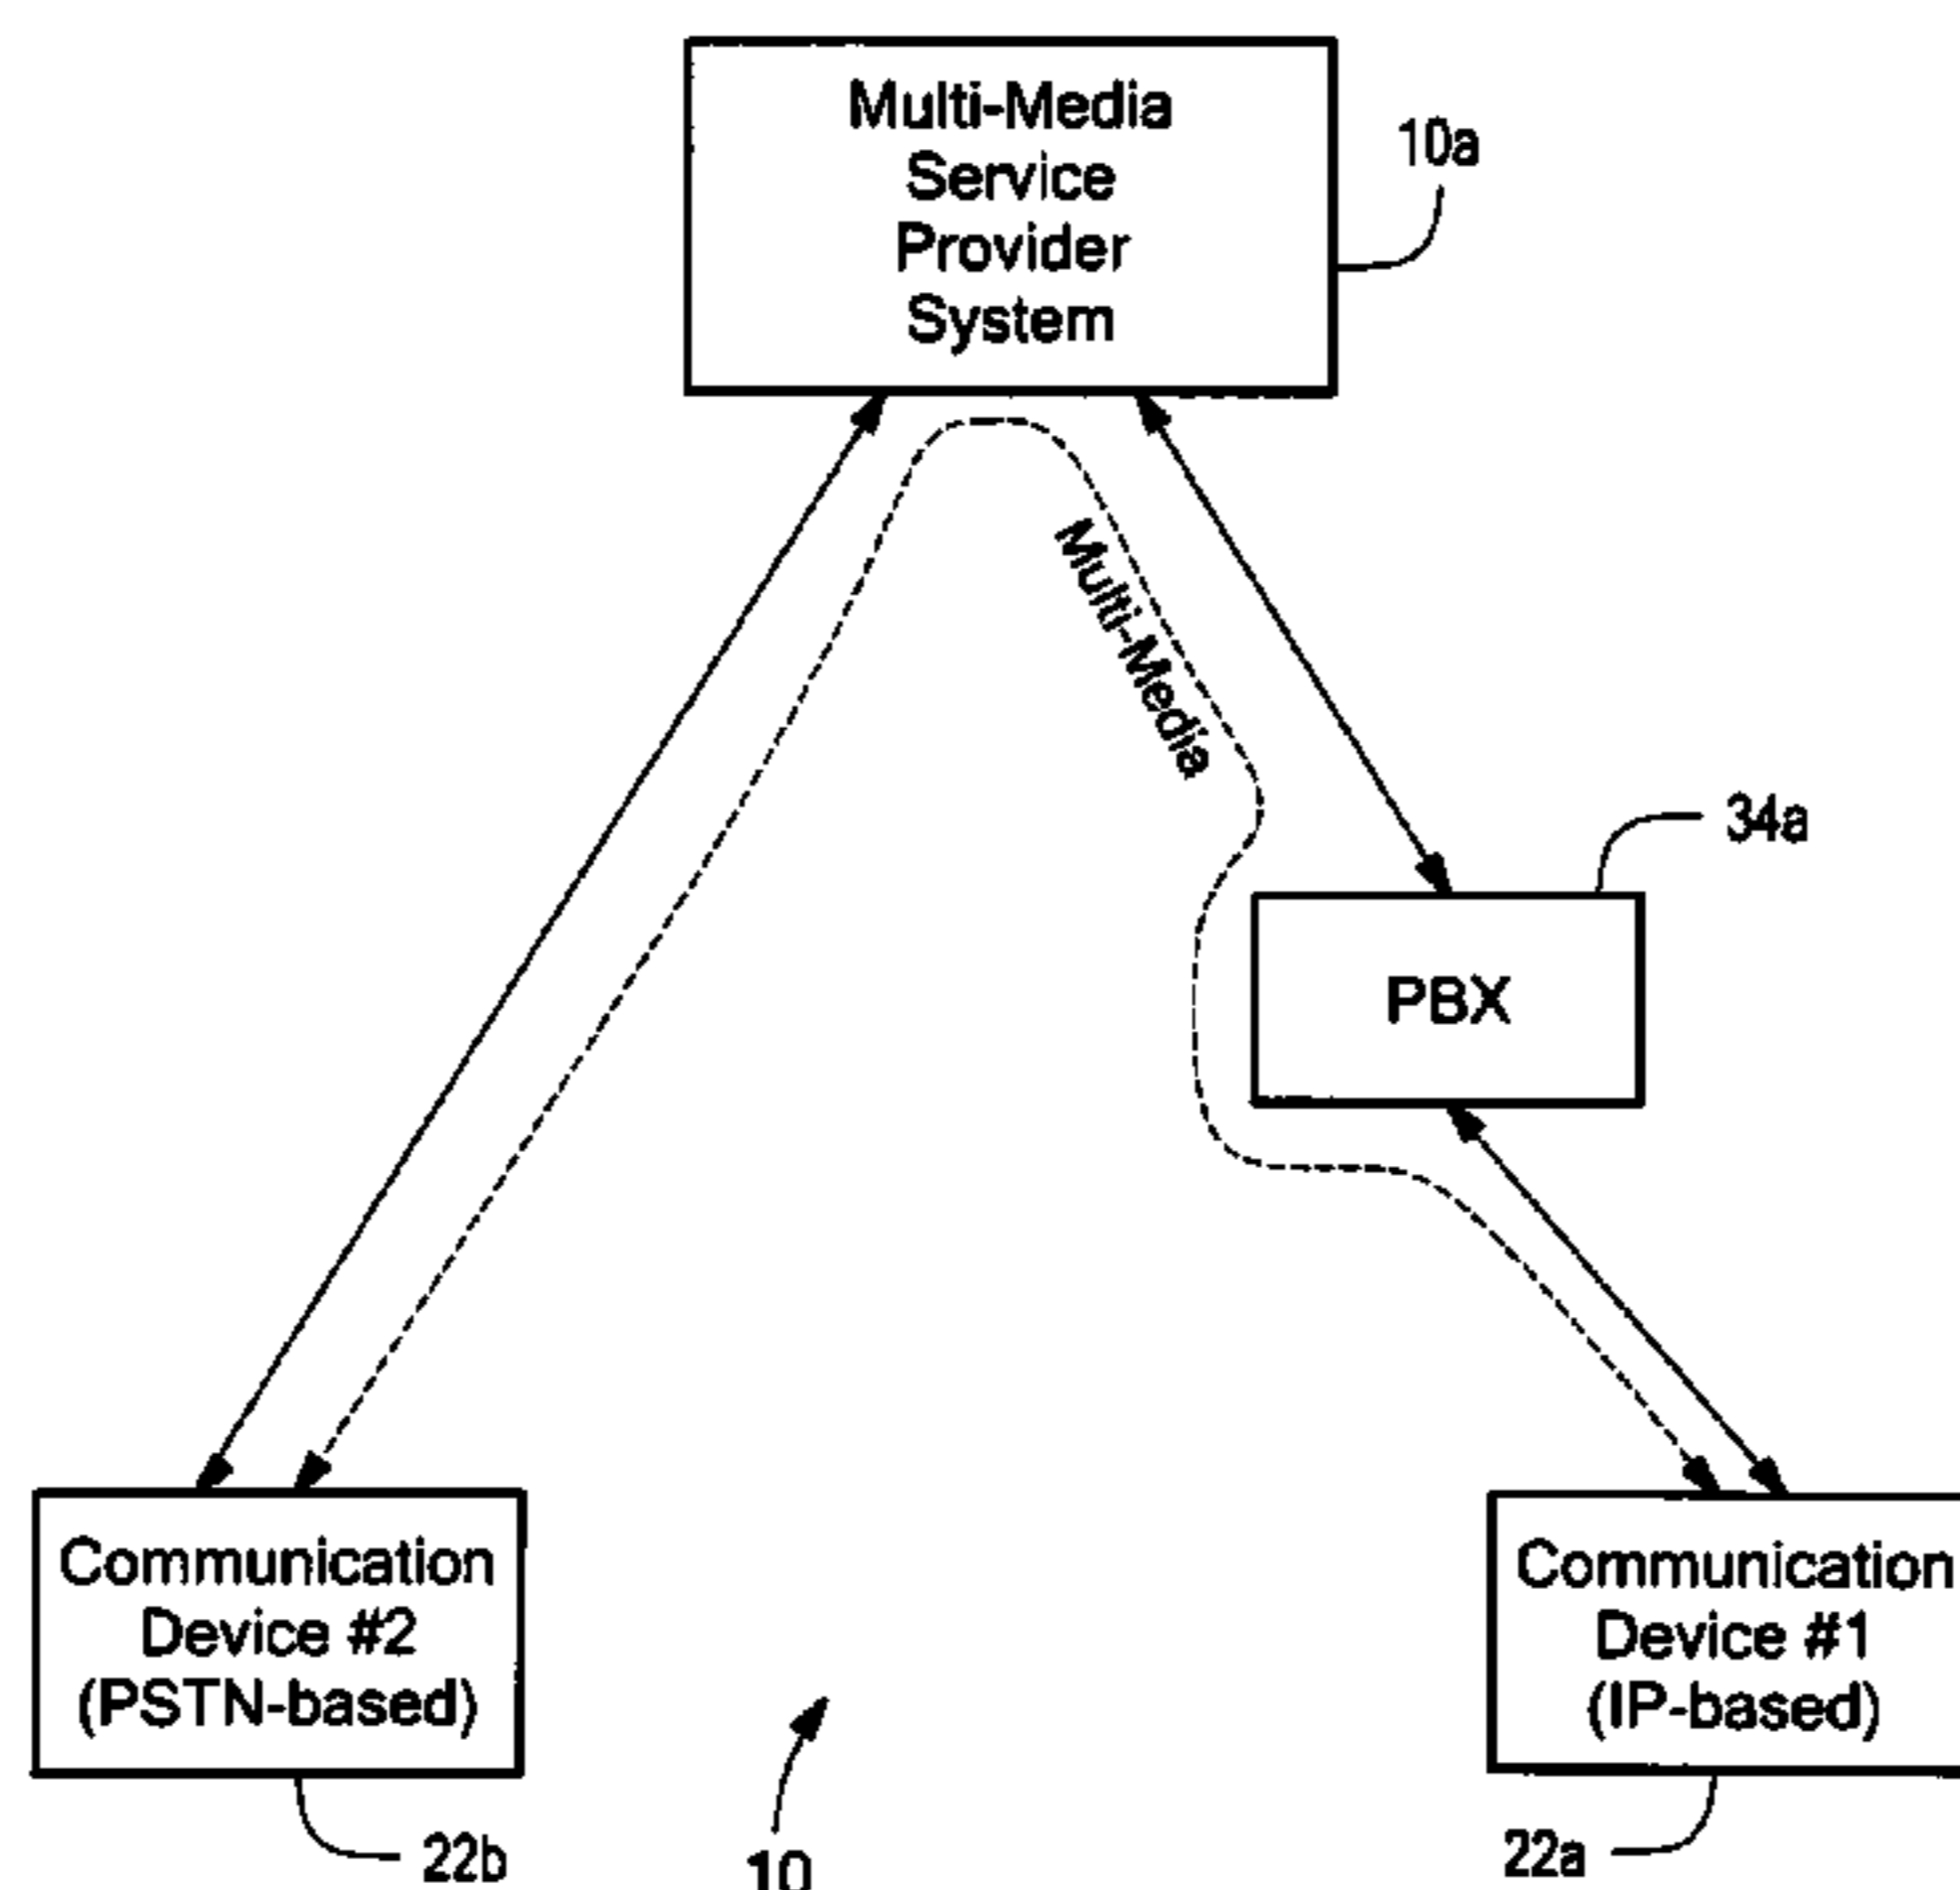 Multi-Media
Service
Provider
System
10a
Multi-Media
34a
PBX
Communication
Device #2
(PSTN-based)
Communication
Device #1
(IP-based)
22b
10
22a